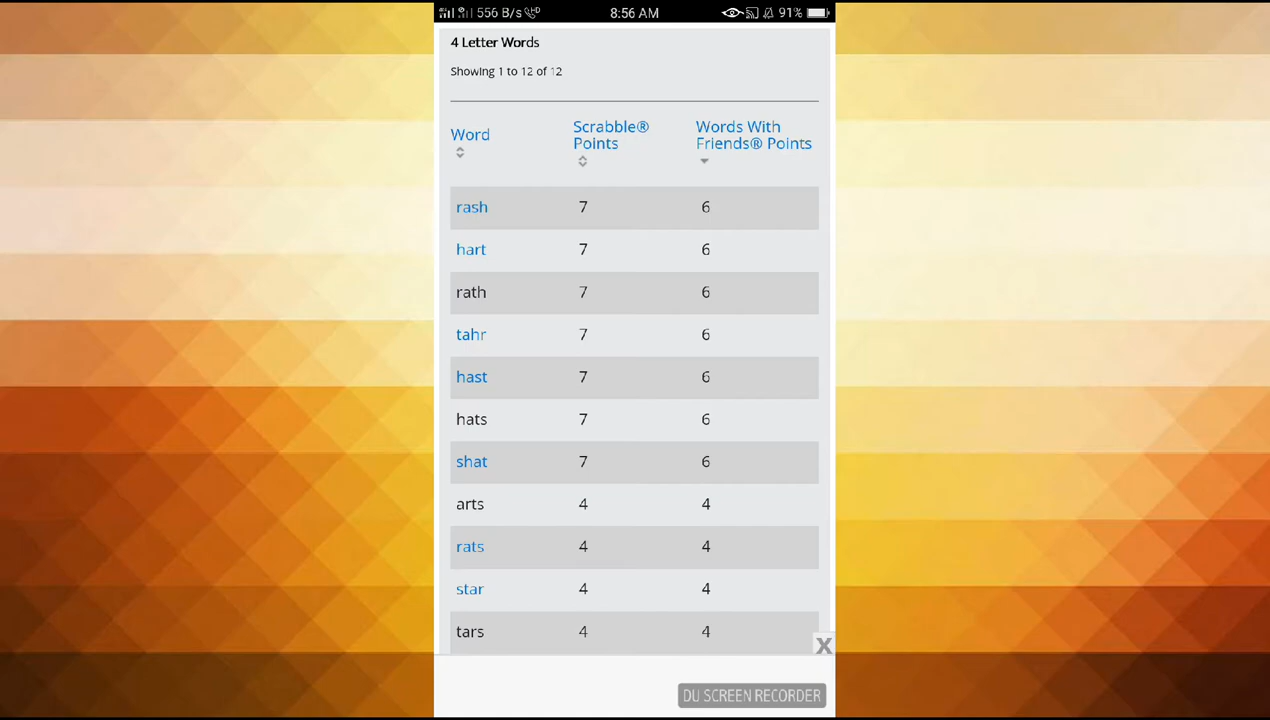 556 B/s 8:56 AM 91%
4 Letter Words
Showing 1 to 12 of 12
Word Scrabble® Points Words With Friends® Points
rash 7 6
hart 7 6
rath 7 6
tahr 7 6
hast 7 6
hats 7 6
shat 7 6
arts 4 4
rats 4 4
star 4 4
tars 4 4
X
DU SCREEN RECORDER